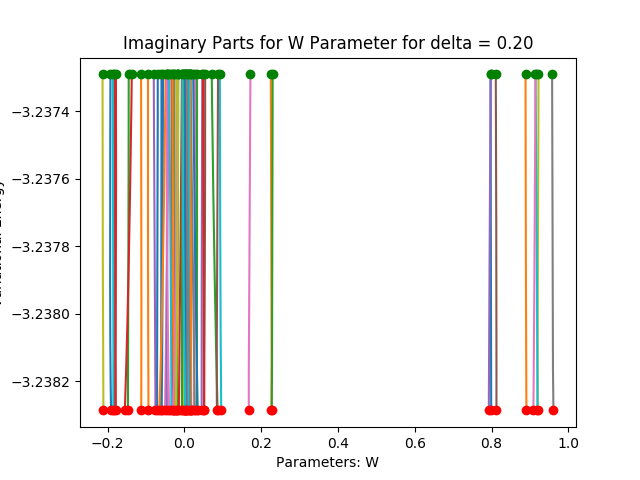 Imaginary Parts for W Parameter for delta = 0.20
−3.2374
−3.2376
−3.2378
−3.2380
−3.2382
−0.2 0.0 0.2 0.4 0.6 0.8 1.0
Parameters: W